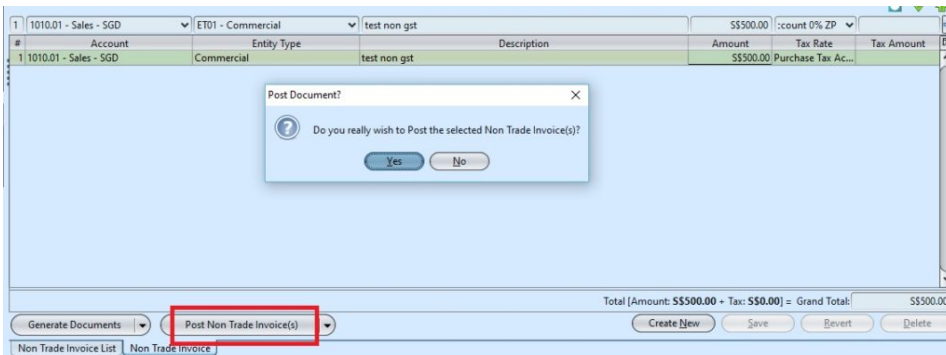 1 1010.01 - Sales - SGD ET01 - Commercial test non gst S$500.00 :count 0% ZP
# Account Entity Type Description Amount Tax Rate Tax Amount
1 1010.01 - Sales - SGD Commercial test non gst S$500.00 Purchase Tax Ac...
Post Document?
Do you really wish to Post the selected Non Trade Invoice(s)?
Yes No
Total [Amount: S$500.00 + Tax: S$0.00] = Grand Total: S$500.00
Generate Documents Post Non Trade Invoice(s) Create New Save Revert Delete
Non Trade Invoice List Non Trade Invoice